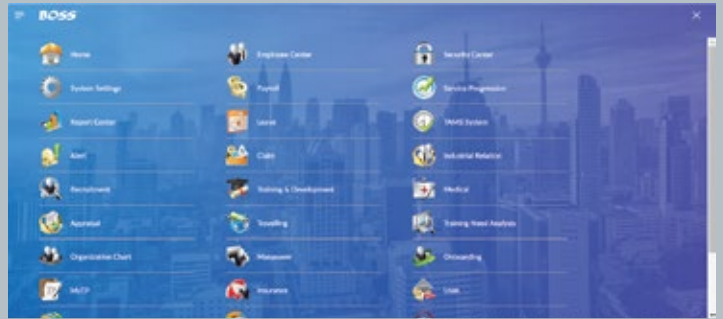 BOSS
Home Employee Center Security Center
System Settings Payroll Service Progression
Report Center Leave TAMS System
Alert Claim Industrial Relation
Recruitment Training & Development Medical
Appraisal Travelling Training Need Analysis
Organization Chart Manpower Onboarding
Insurance Loan